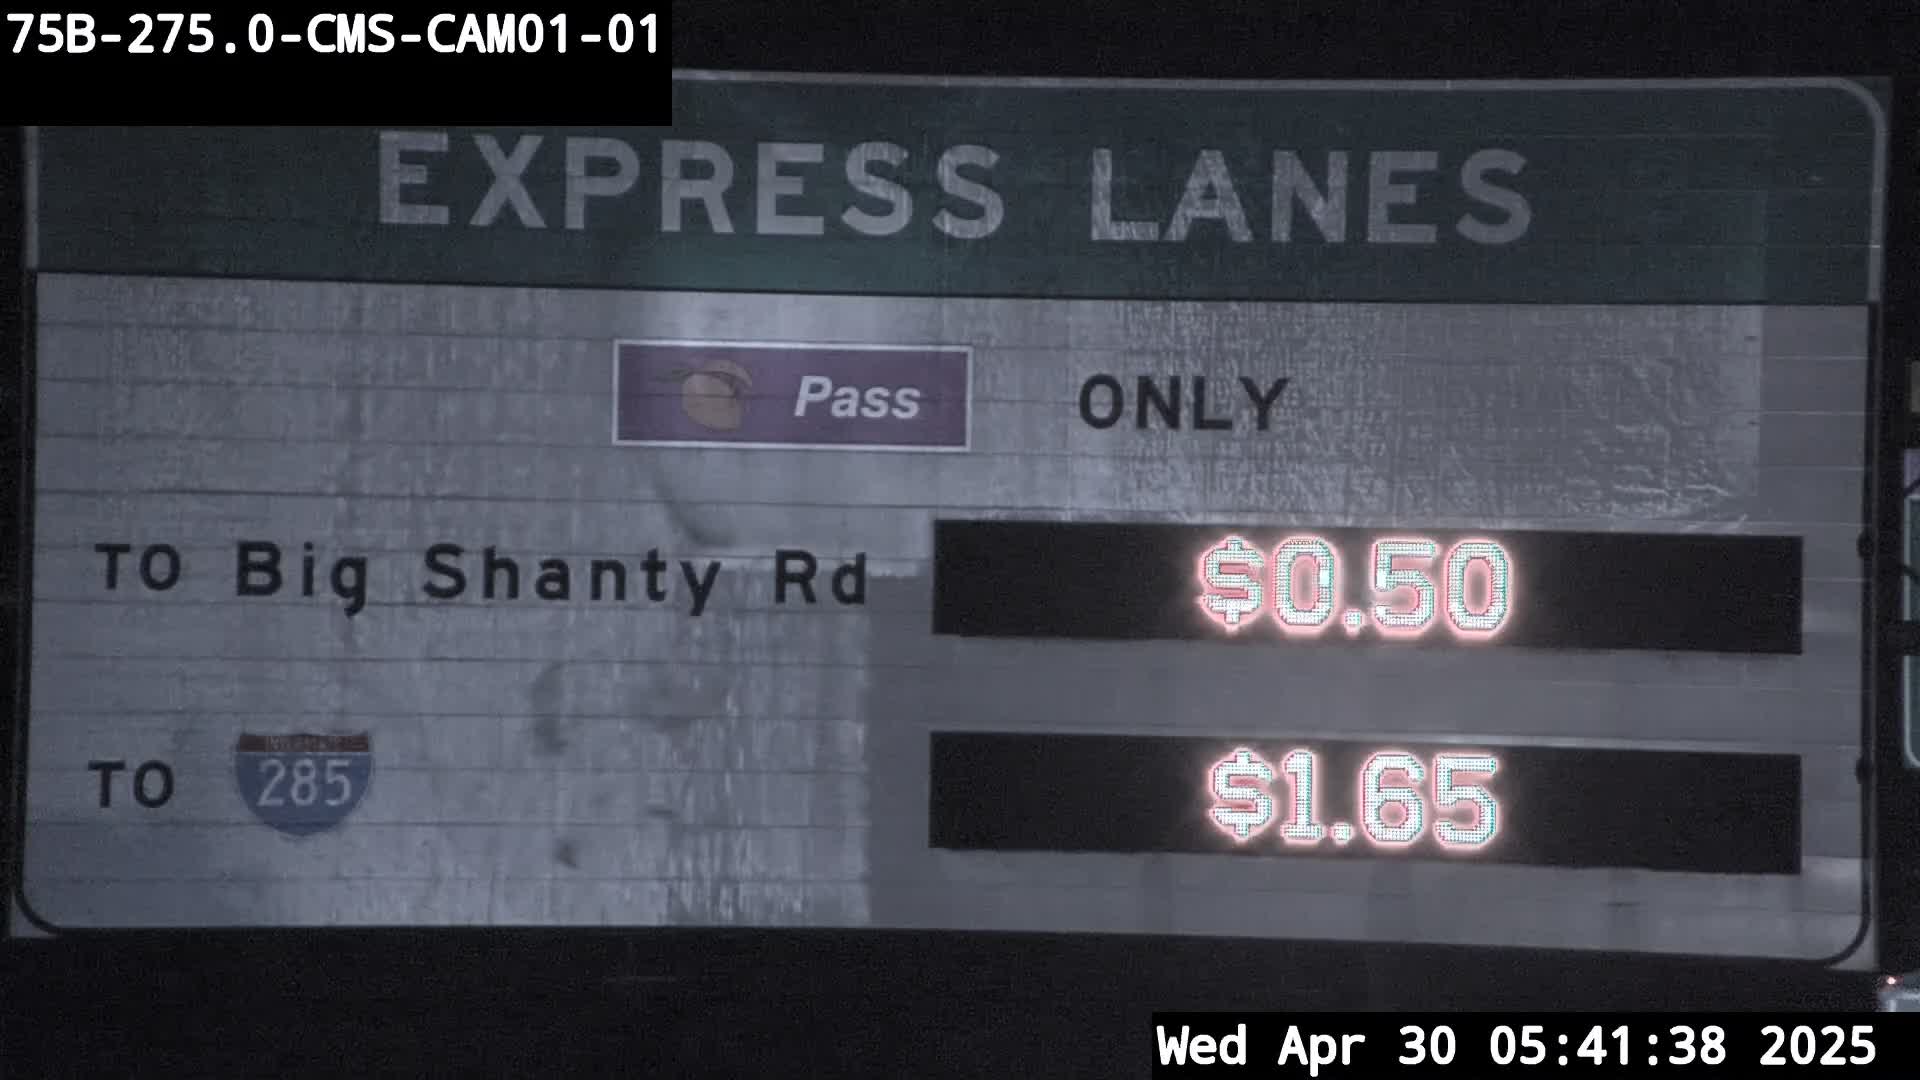 75B-275.0-CMS-CAM01-01
EXPRESS LANES
Pass ONLY
TO Big Shanty Rd $0.50
TO 285 $1.65
Wed Apr 30 05:41:38 2025